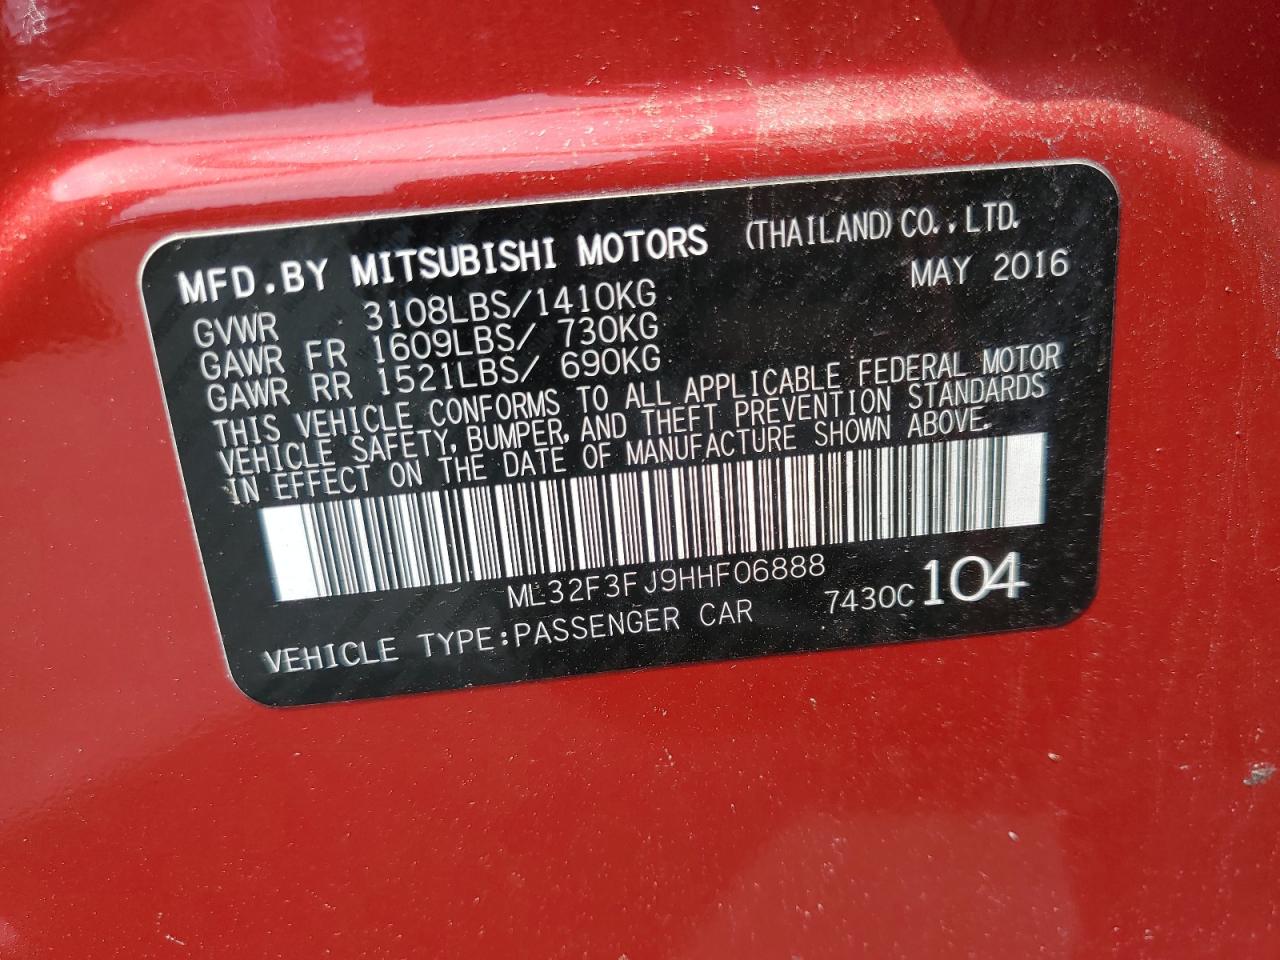 MFD.BY MITSUBISHI MOTORS (THAILAND) CO., LTD.
MAY 2016
GVWR 3108LBS/1410KG
GAWR FR 1609LBS/ 730KG
GAWR RR 1521LBS/ 690KG
THIS VEHICLE CONFORMS TO ALL APPLICABLE FEDERAL MOTOR
VEHICLE SAFETY, BUMPER, AND THEFT PREVENTION STANDARDS
IN EFFECT ON THE DATE OF MANUFACTURE SHOWN ABOVE.
ML32F3FJ9HHF06888
7430C 104
VEHICLE TYPE:PASSENGER CAR